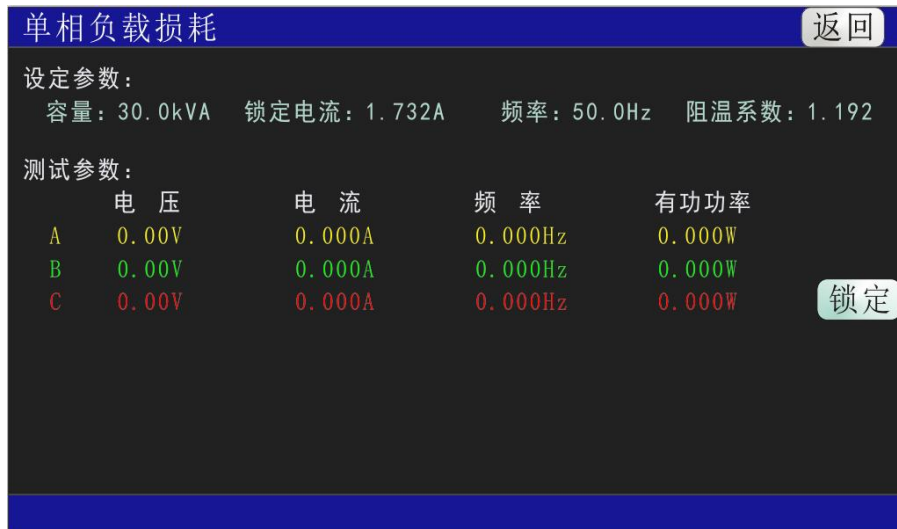 单相负载损耗 返回
设定参数:
容量: 30.0kVA 锁定电流: 1.732A 频率: 50.0Hz 阻温系数: 1.192
测试参数:
电 压 电 流 频 率 有功功率
A 0.00V 0.000A 0.000Hz 0.000W
B 0.00V 0.000A 0.000Hz 0.000W
C 0.00V 0.000A 0.000Hz 0.000W
锁定